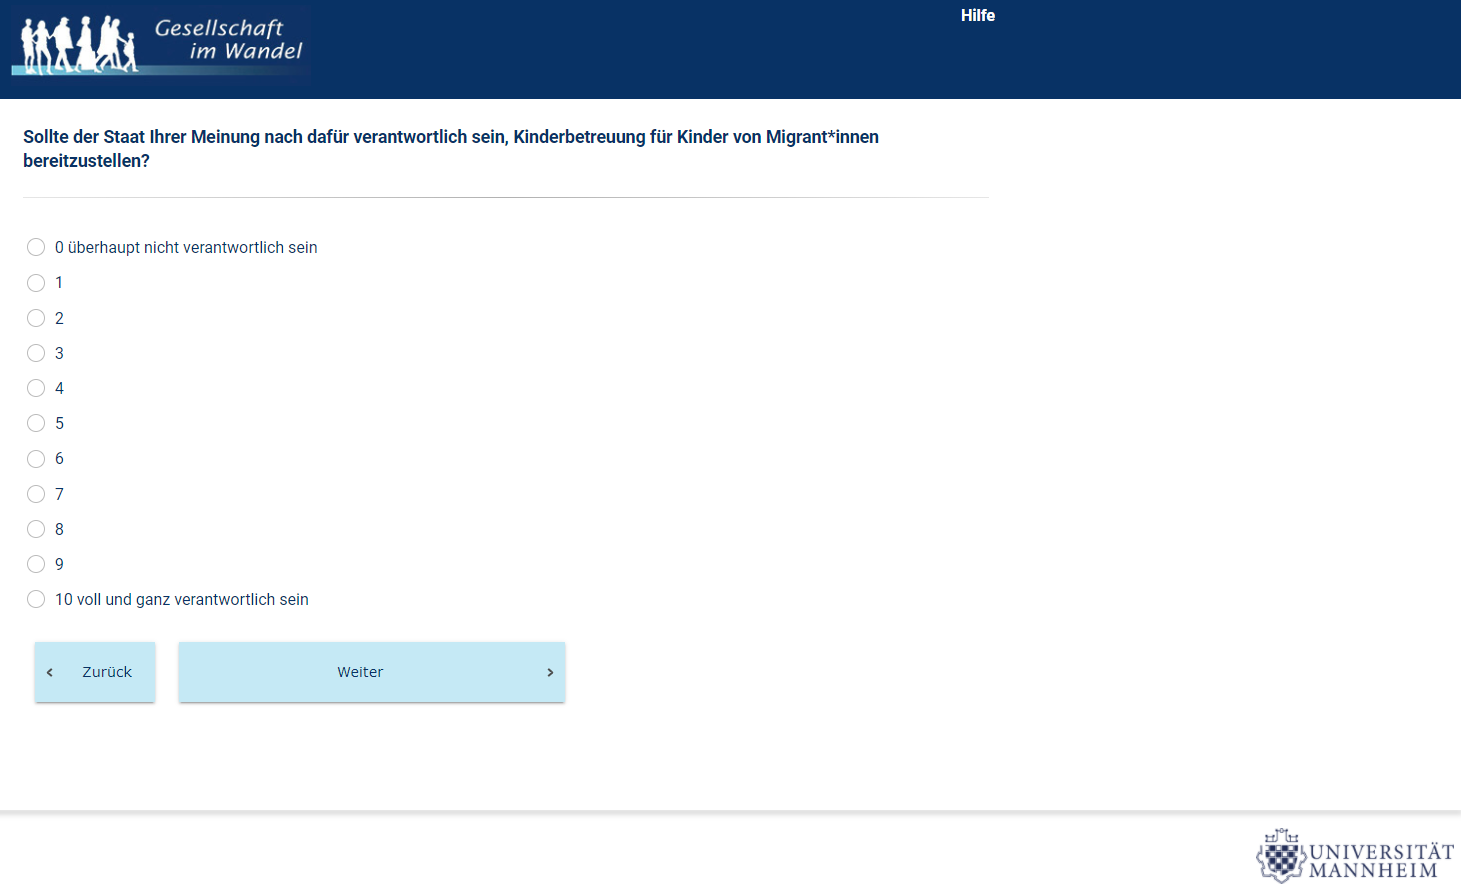 Gesellschaft
im Wandel
Hilfe
Sollte der Staat Ihrer Meinung nach dafür verantwortlich sein, Kinderbetreuung für Kinder von Migrant*innen
bereitzustellen?
0 überhaupt nicht verantwortlich sein
1
2
3
4
5
6
7
8
9
10 voll und ganz verantwortlich sein
Zurück
Weiter
UNIVERSITÄT
MANNHEIM